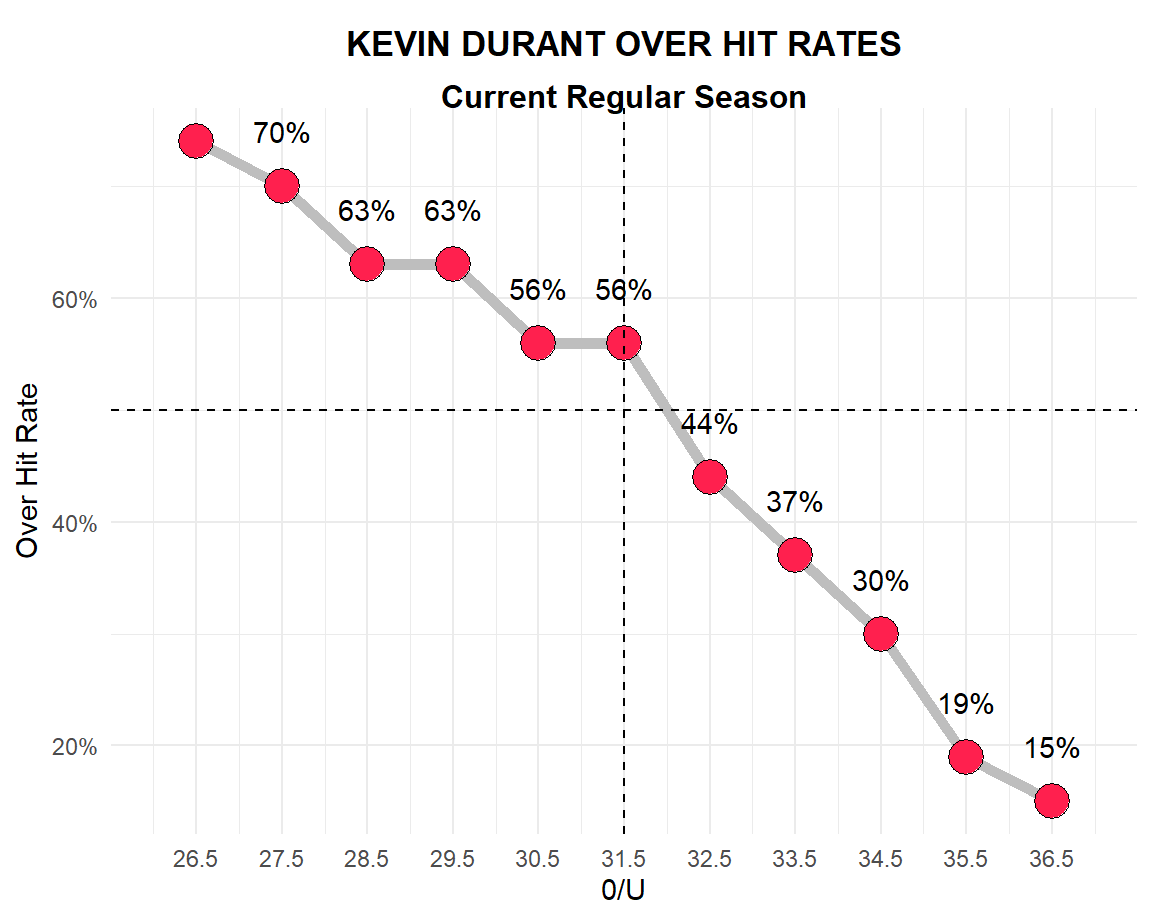 KEVIN DURANT OVER HIT RATES
Current Regular Season
70%
63% 63%
56% 56%
60%
44%
40%
37%
30%
19%
20%
15%
Over Hit Rate
26.5 27.5 28.5 29.5 30.5 31.5 32.5 33.5 34.5 35.5 36.5
0/U